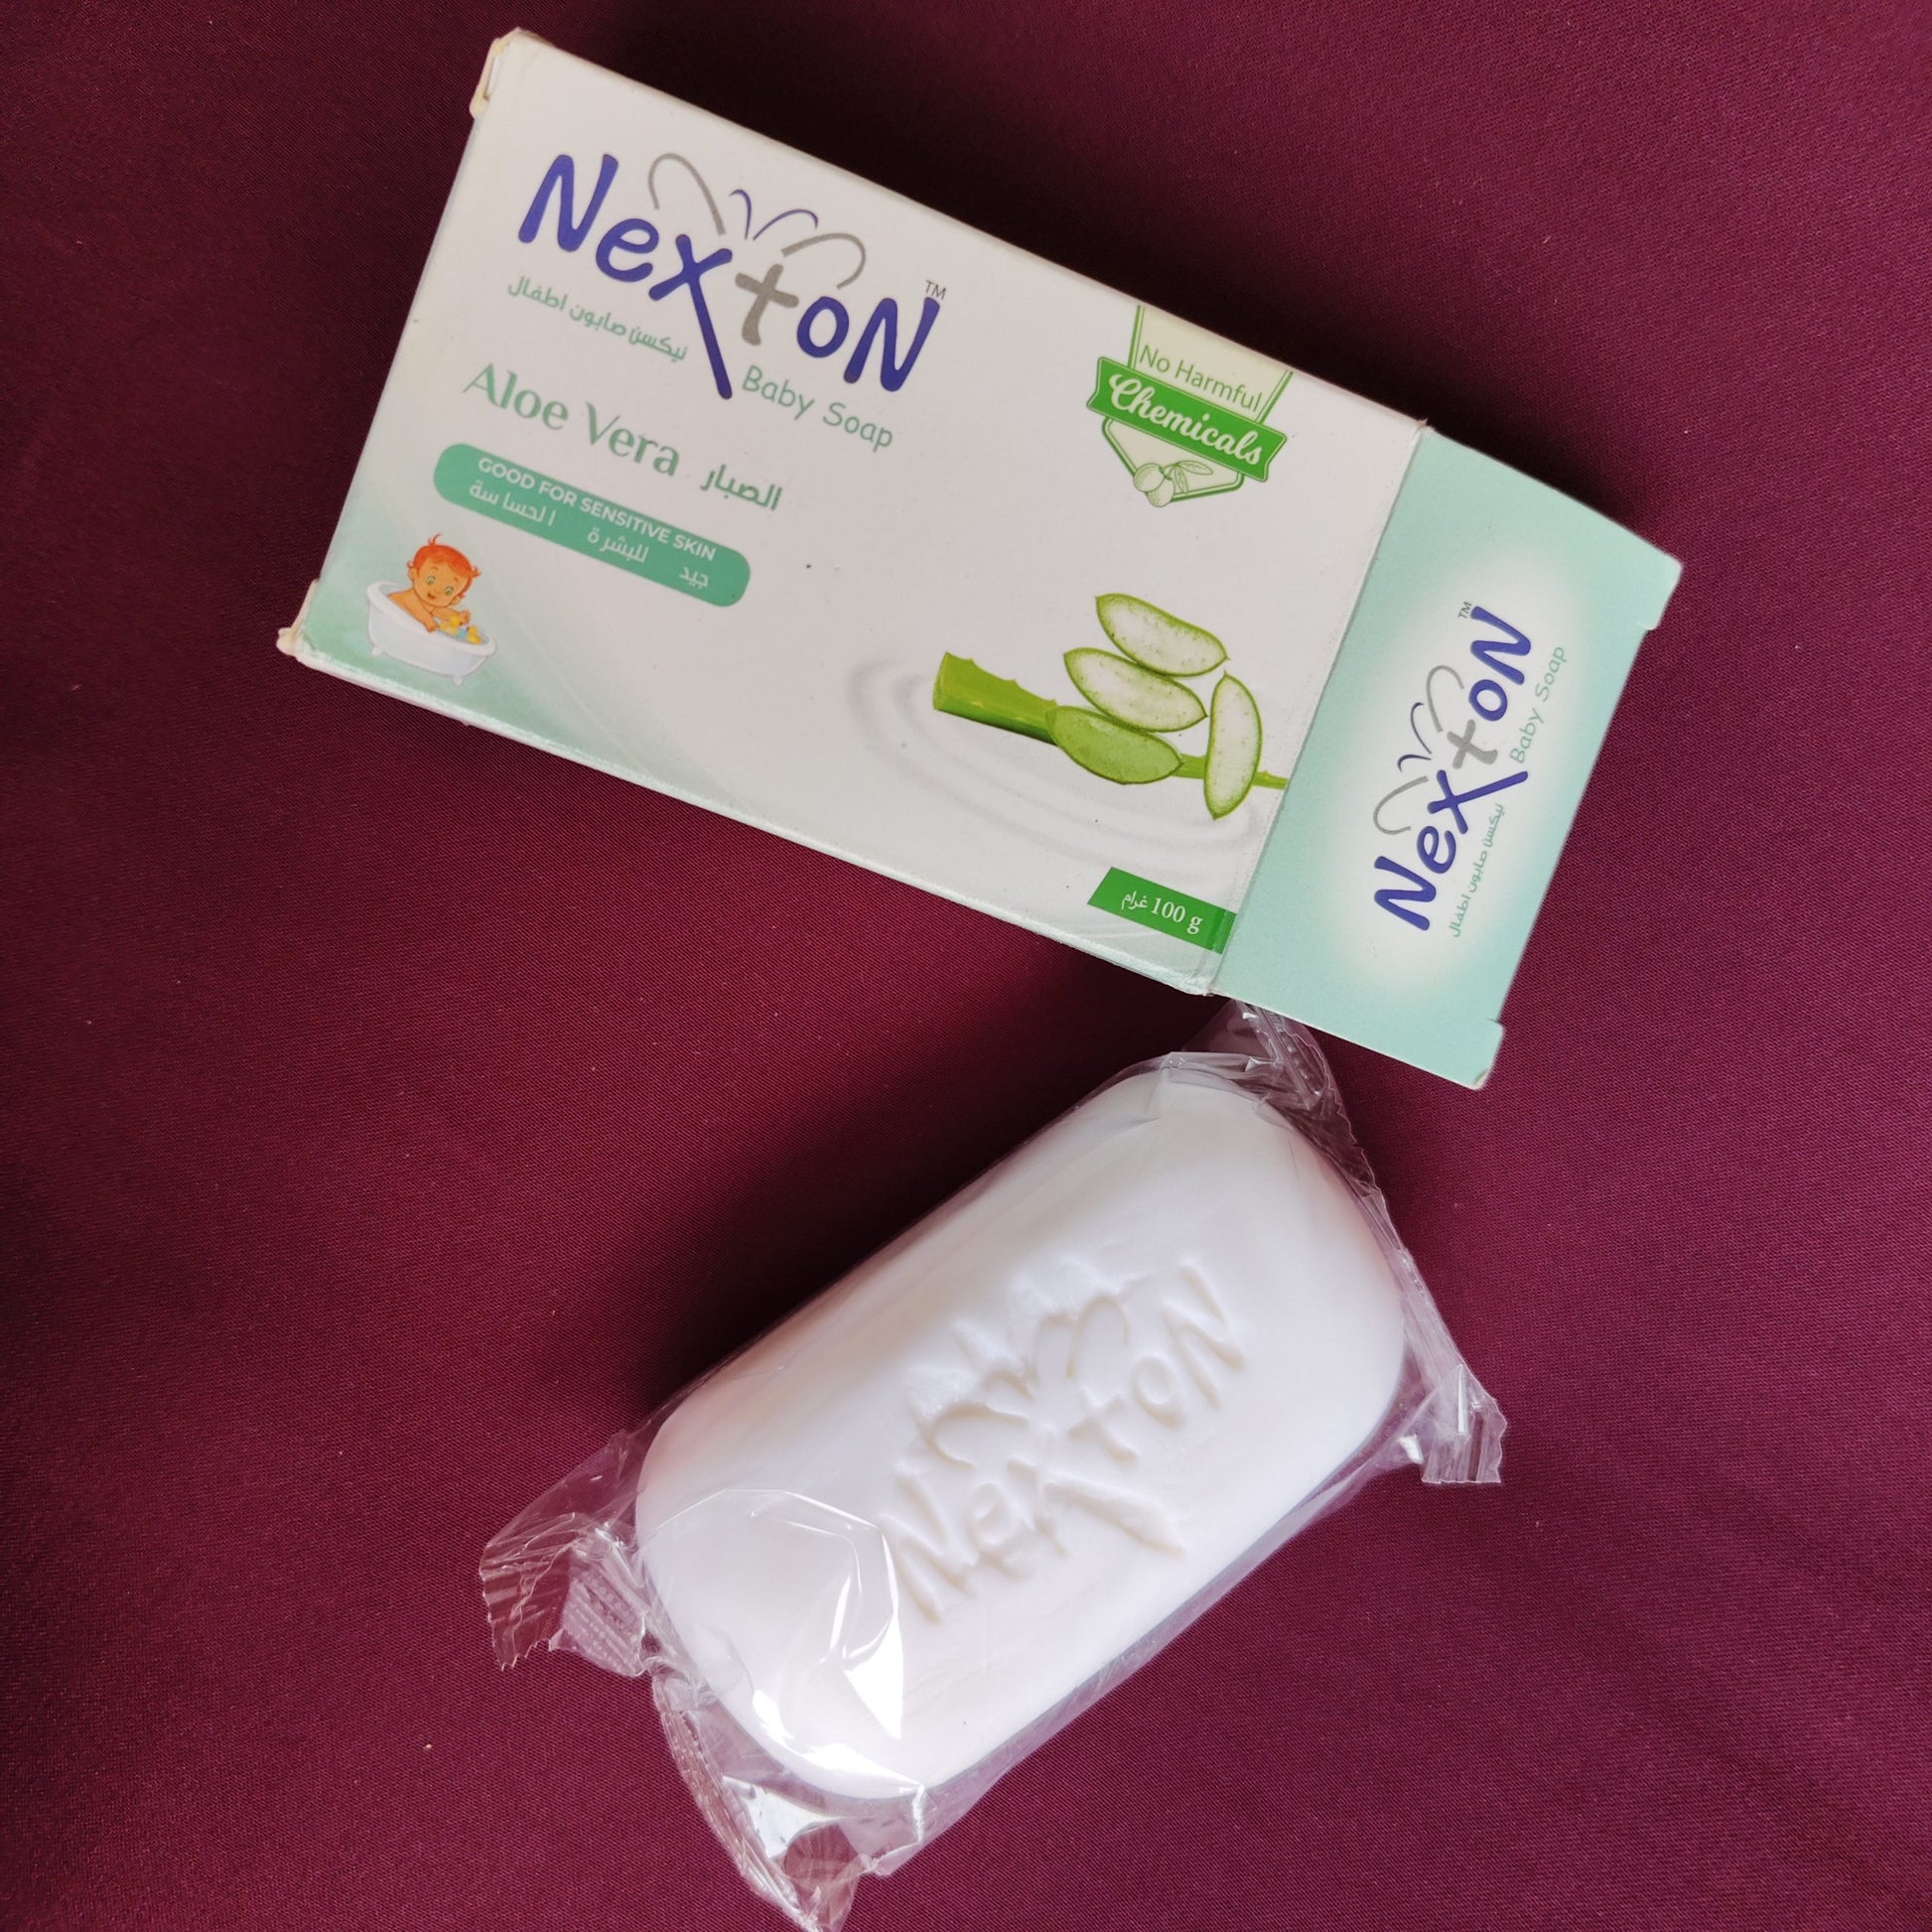 NextoN™
نيكسن صابون اطفال
Baby Soap
Aloe Vera الصبار
GOOD FOR SENSITIVE SKIN
جيد للبشرة الحساسة
No Harmful
Chemicals
100 g غرام
NextoN™
نيكسن صابون اطفال
Baby Soap
NextoN